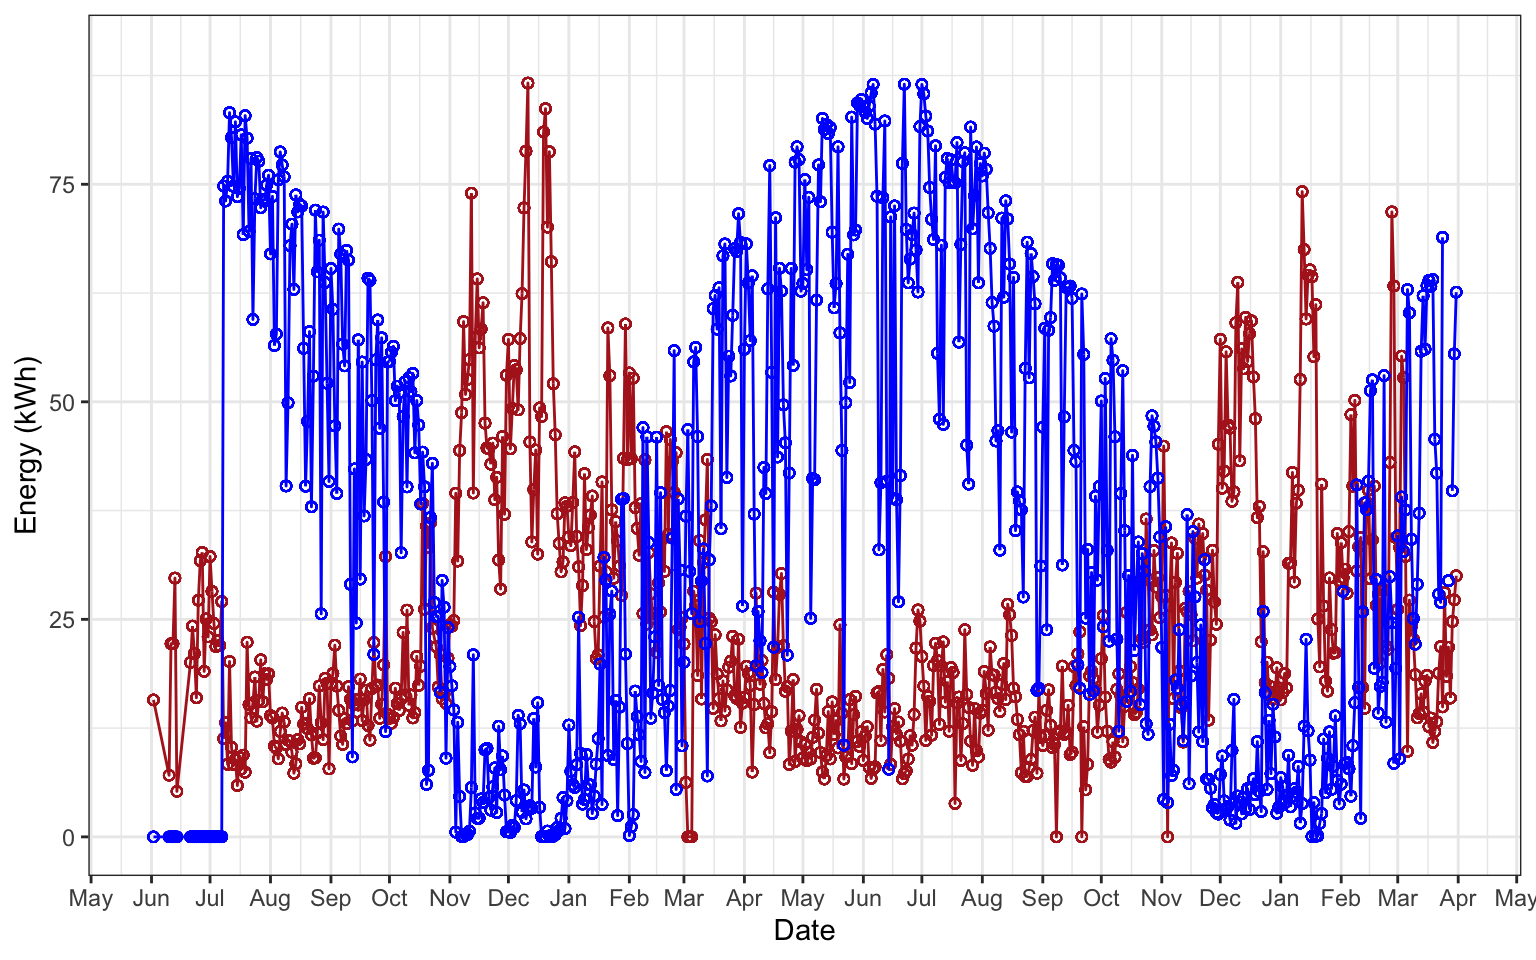 Energy (kWh)
75
50
25
0
May Jun Jul Aug Sep Oct Nov Dec Jan Feb Mar Apr May Jun Jul Aug Sep Oct Nov Dec Jan Feb Mar Apr May
Date